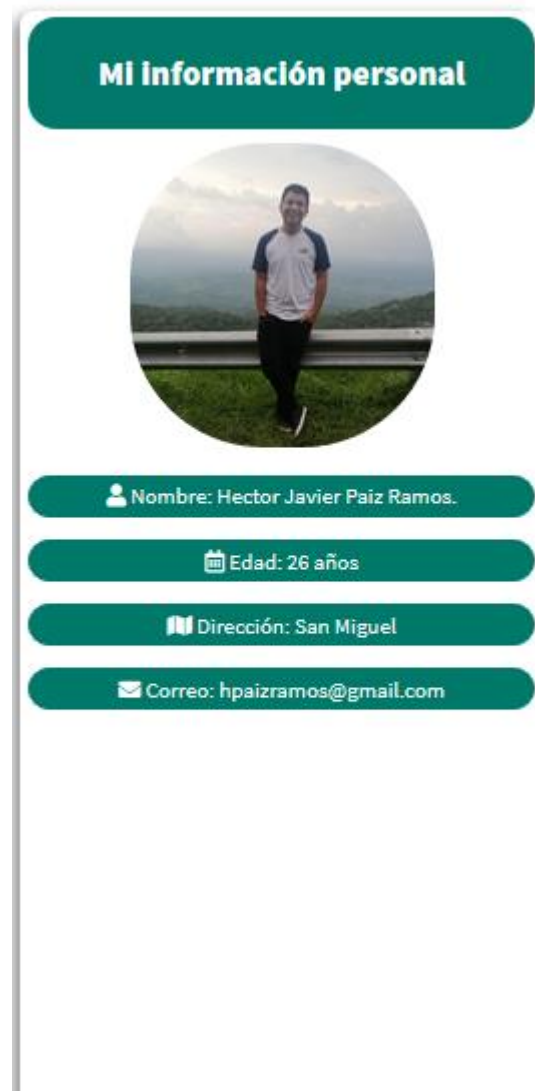 Mi información personal
Nombre: Hector Javier Paiz Ramos.
Edad: 26 años
Dirección: San Miguel
Correo: hpaizramos@gmail.com